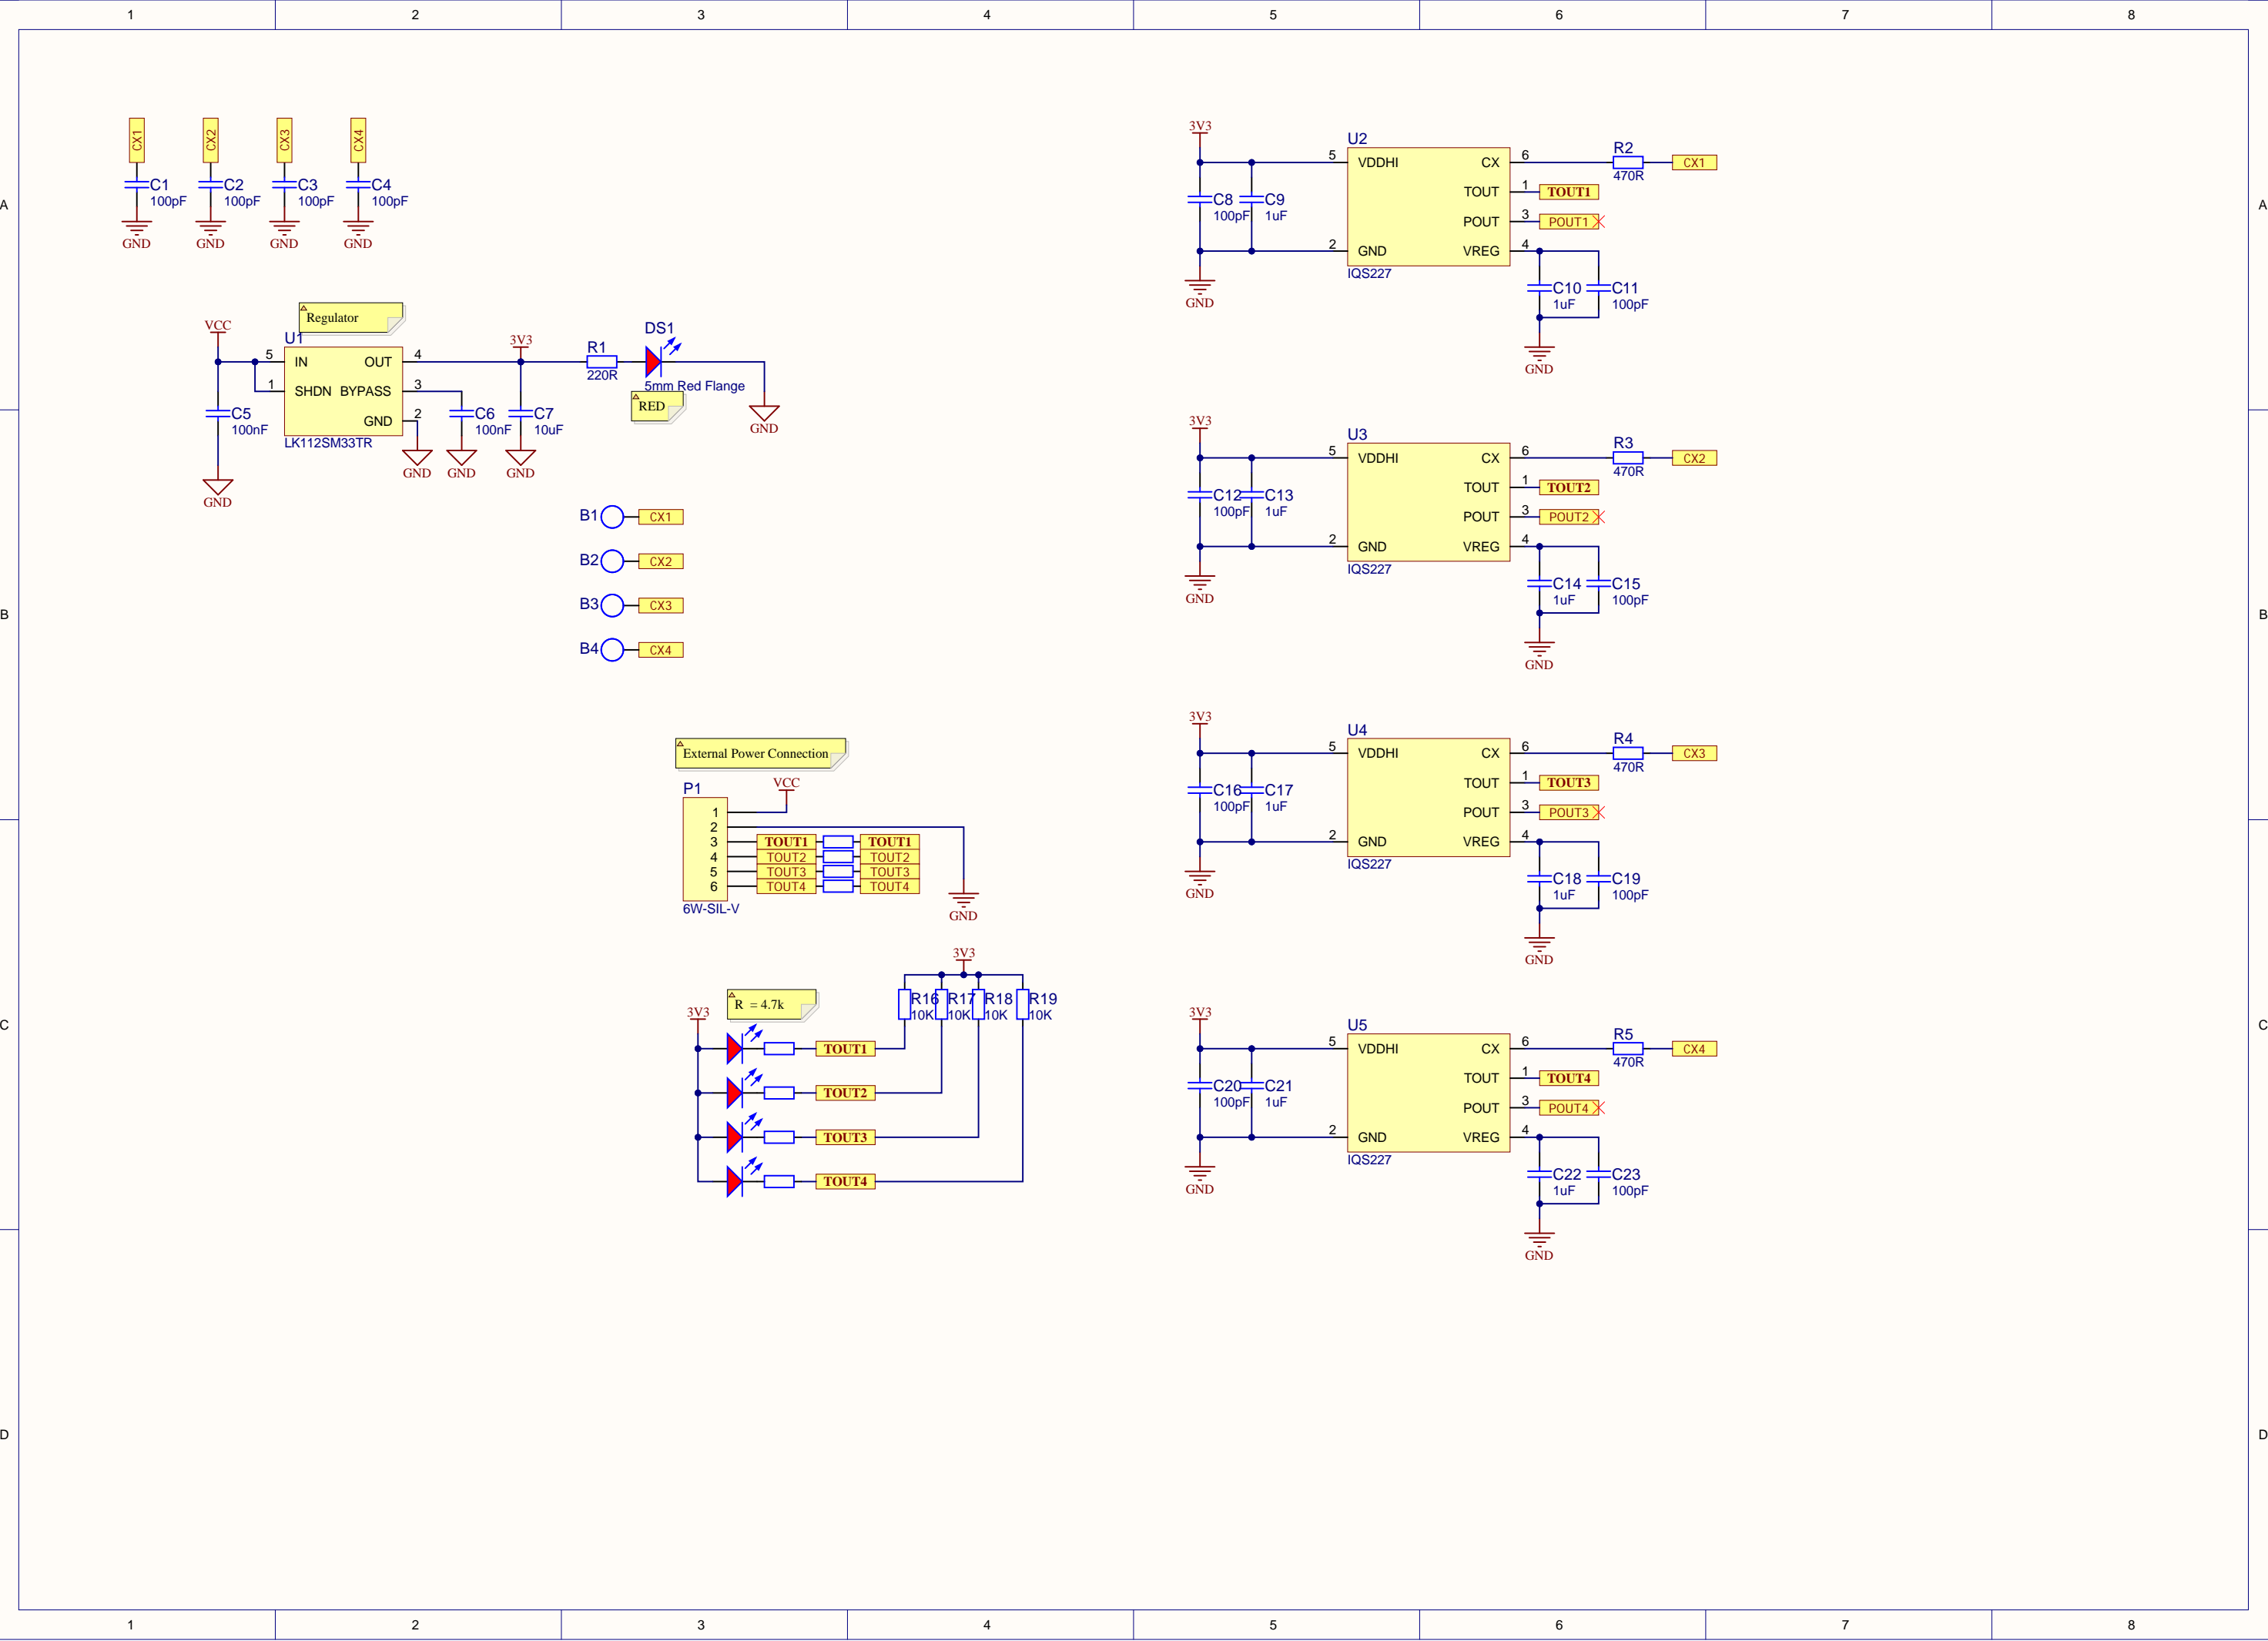 1 2 3 4 5 6 7 8
A A
B B
C C
D D
CX1 CX2 CX3 CX4
C1 C2 C3 C4
100pF 100pF 100pF 100pF
GND GND GND GND
Regulator
VCC
U1
5 IN OUT 4
1 SHDN BYPASS 3
GND 2
LK112SM33TR
C5
100nF
GND
GND
C6
100nF
GND
3V3
C7
10uF
GND
R1
220R
DS1
5mm Red Flange
RED
GND
B1 CX1
B2 CX2
B3 CX3
B4 CX4
External Power Connection
P1
VCC
1
2
3 TOUT1 TOUT1
4 TOUT2 TOUT2
5 TOUT3 TOUT3
6 TOUT4 TOUT4
6W-SIL-V
GND
3V3
R16 R17 R18 R19
10K 10K 10K 10K
R = 4.7k
3V3
TOUT1
TOUT2
TOUT3
TOUT4
3V3
U2
5 VDDHI CX 6
R2
470R
CX1
TOUT 1 TOUT1
POUT 3 POUT1
2 GND VREG 4
IQS227
C8 C9
100pF 1uF
GND
C10 C11
1uF 100pF
GND
3V3
U3
5 VDDHI CX 6
R3
470R
CX2
TOUT 1 TOUT2
POUT 3 POUT2
2 GND VREG 4
IQS227
C12 C13
100pF 1uF
GND
C14 C15
1uF 100pF
GND
3V3
U4
5 VDDHI CX 6
R4
470R
CX3
TOUT 1 TOUT3
POUT 3 POUT3
2 GND VREG 4
IQS227
C16 C17
100pF 1uF
GND
C18 C19
1uF 100pF
GND
3V3
U5
5 VDDHI CX 6
R5
470R
CX4
TOUT 1 TOUT4
POUT 3 POUT4
2 GND VREG 4
IQS227
C20 C21
100pF 1uF
GND
C22 C23
1uF 100pF
GND
1 2 3 4 5 6 7 8